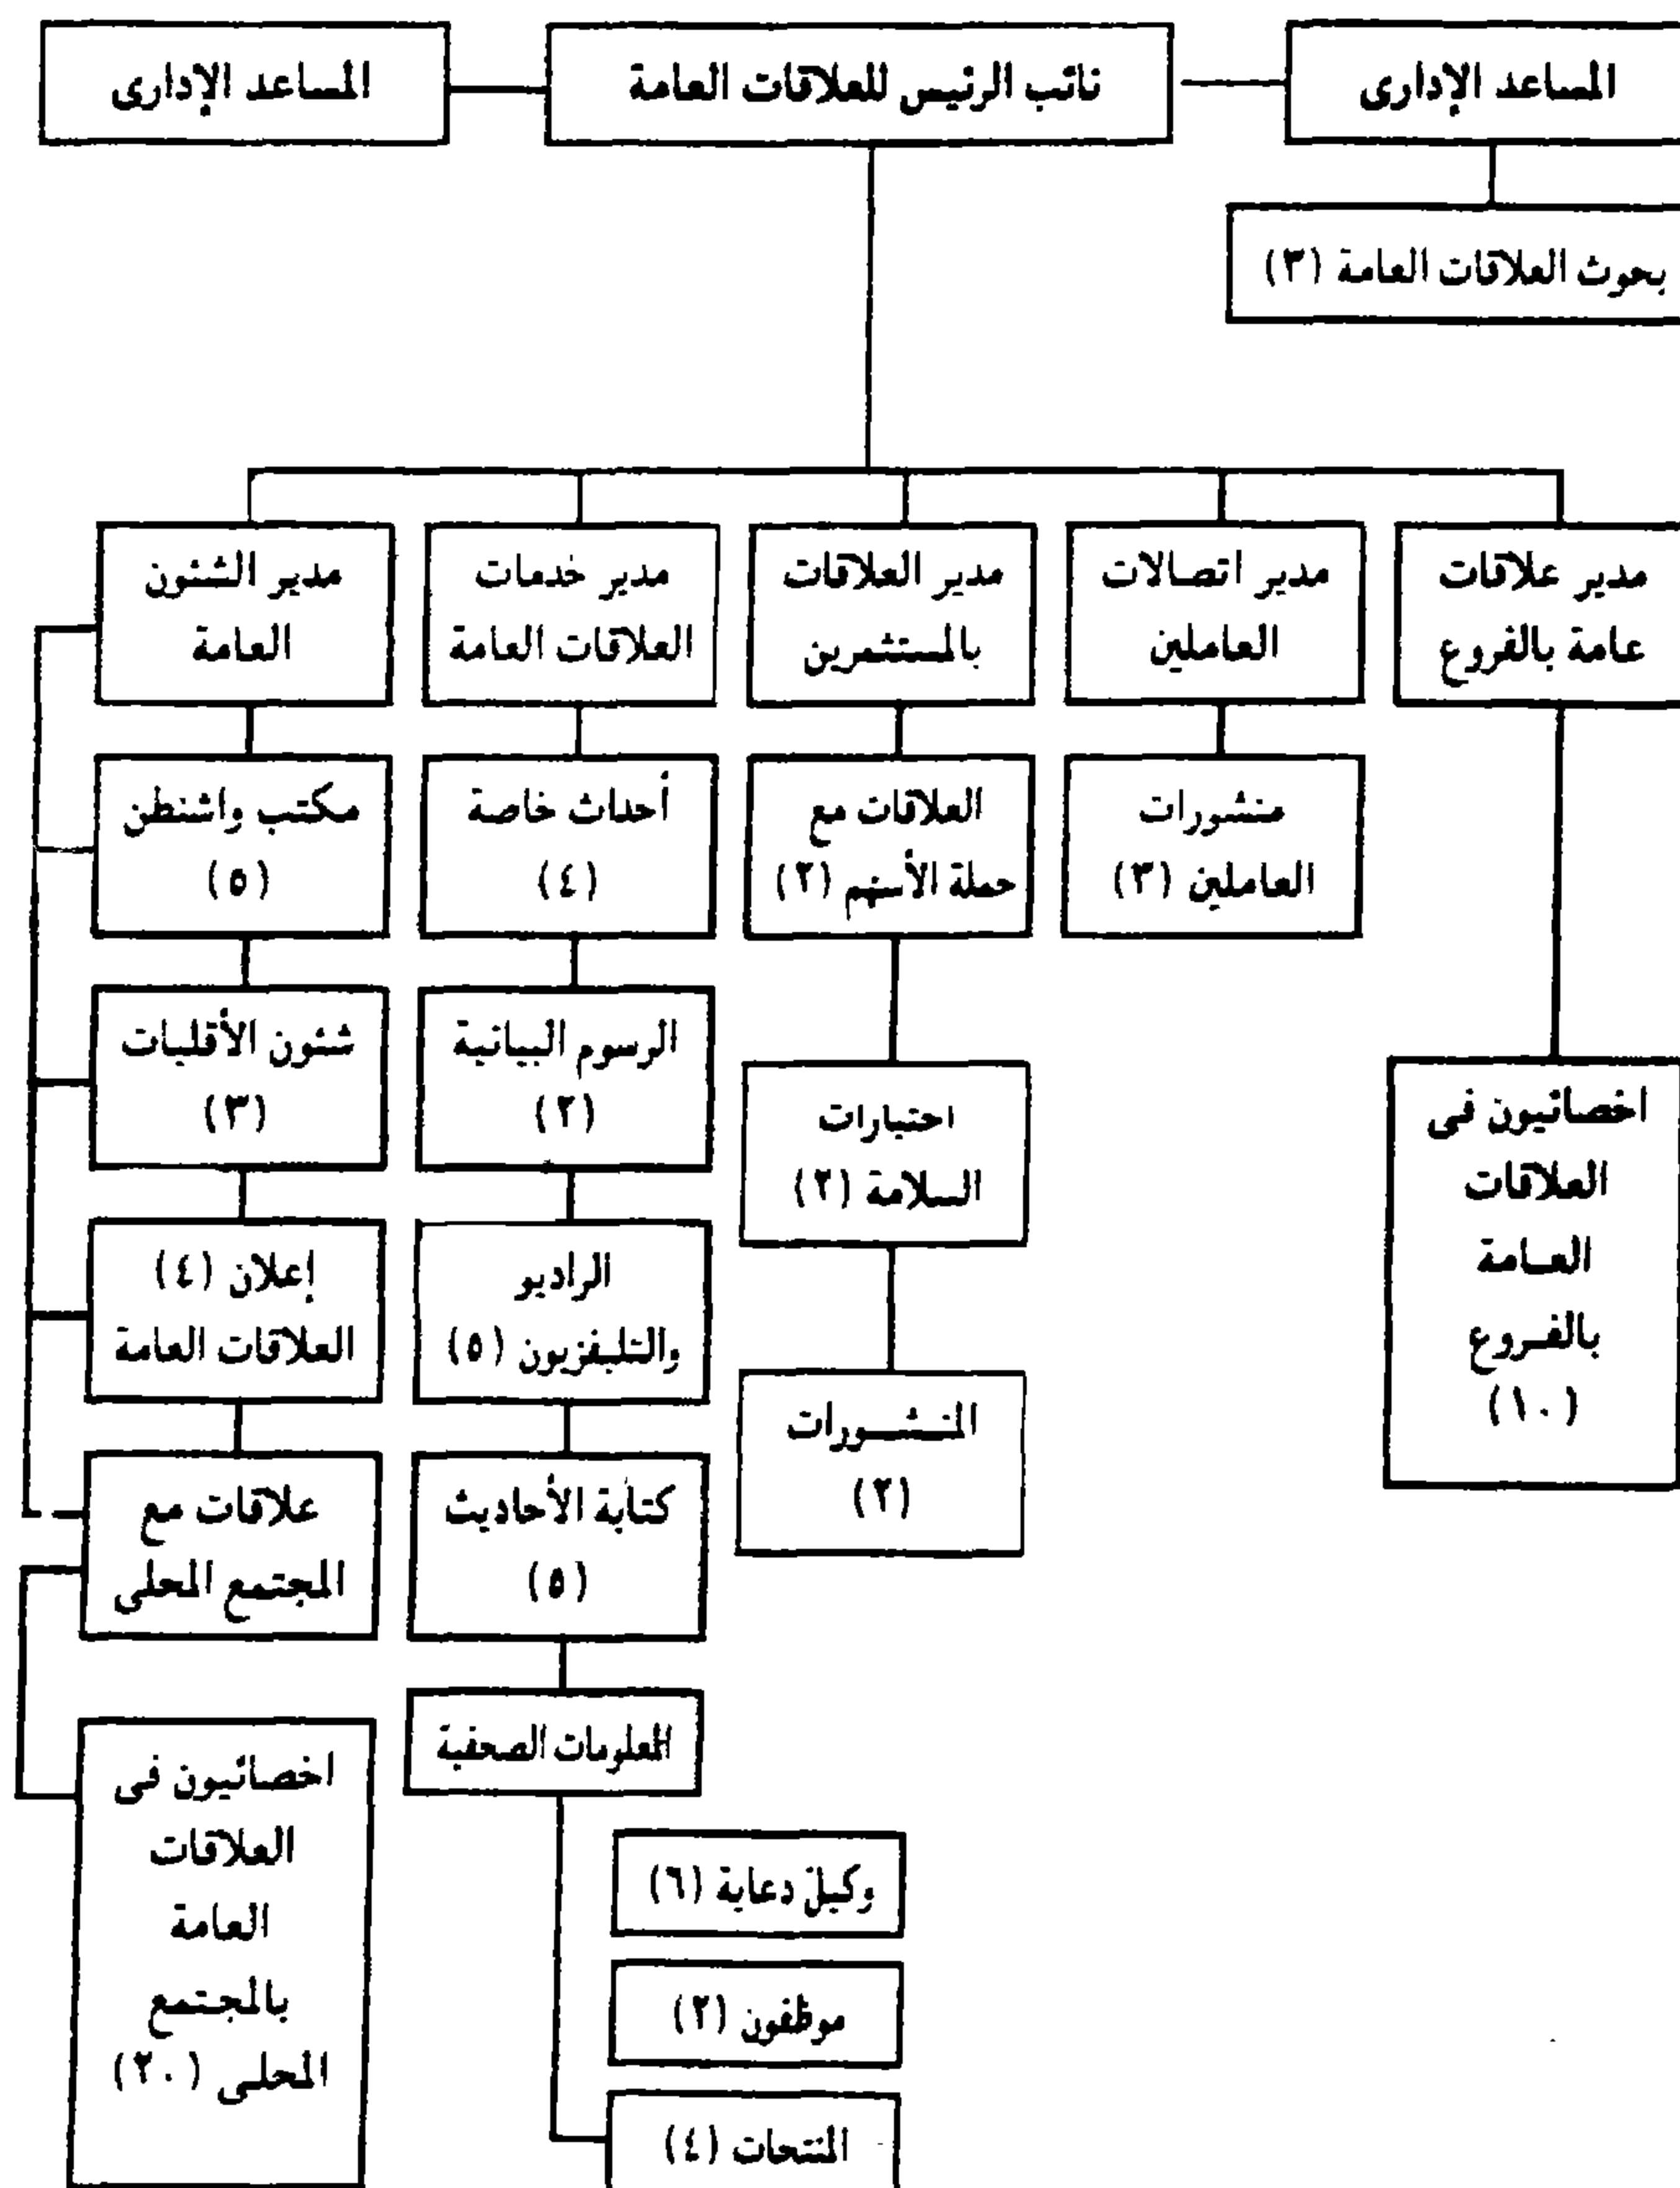 المساعد الإدارى
نائب الرئيس للعلاقات العامة
المساعد الإدارى
بحوث العلاقات العامة (٣)
مدير علاقات
عامة بالفروع
مدير اتصالات
العاملين
مدير العلاقات
بالمستثمرين
مدير خدمات
العلاقات العامة
مدير الشئون
العامة
منشورات
العاملين (٣)
العلاقات مع
حملة الأسهم (٢)
أحداث خاصة
(٤)
مكتب واشنطن
(٥)
اخصائيون فى
العلاقات
العامة
بالفروع
(١٠)
اختبارات
السلامة (٢)
الرسوم البيانية
(٢)
شئون الأقليات
(٣)
المنشورات
(٢)
الراديو
والتليفزيون (٥)
إعلان (٤)
العلاقات العامة
كتابة الأحاديث
(٥)
علاقات مع
المجتمع المحلى
المعلومات الصحفية
اخصائيون فى
العلاقات
العامة
بالمجتمع
المحلى (٢٠)
وكيل دعاية (٦)
موظفون (٢)
المنتجات (٤)